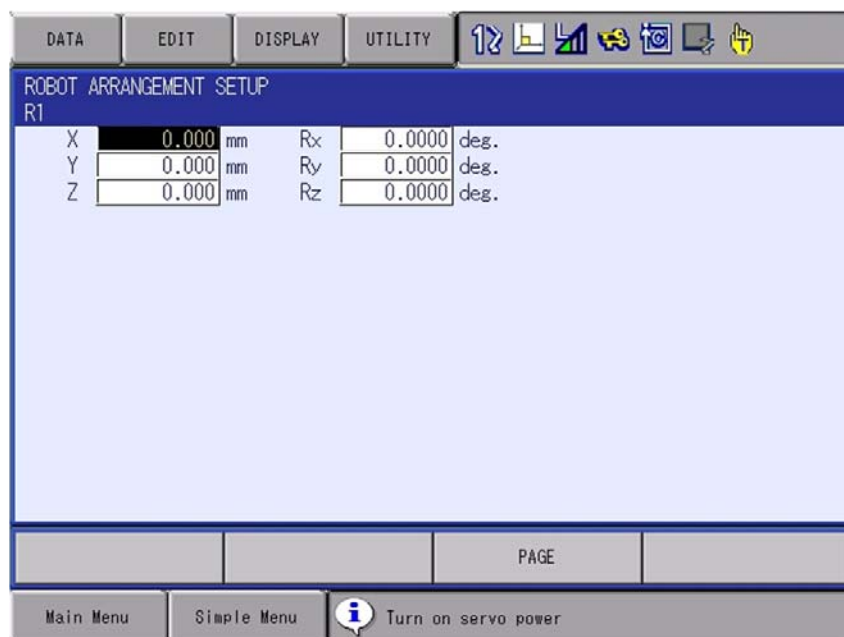 DATA EDIT DISPLAY UTILITY
ROBOT ARRANGEMENT SETUP
R1
X 0.000 mm Rx 0.0000 deg.
Y 0.000 mm Ry 0.0000 deg.
Z 0.000 mm Rz 0.0000 deg.
PAGE
Main Menu Simple Menu Turn on servo power